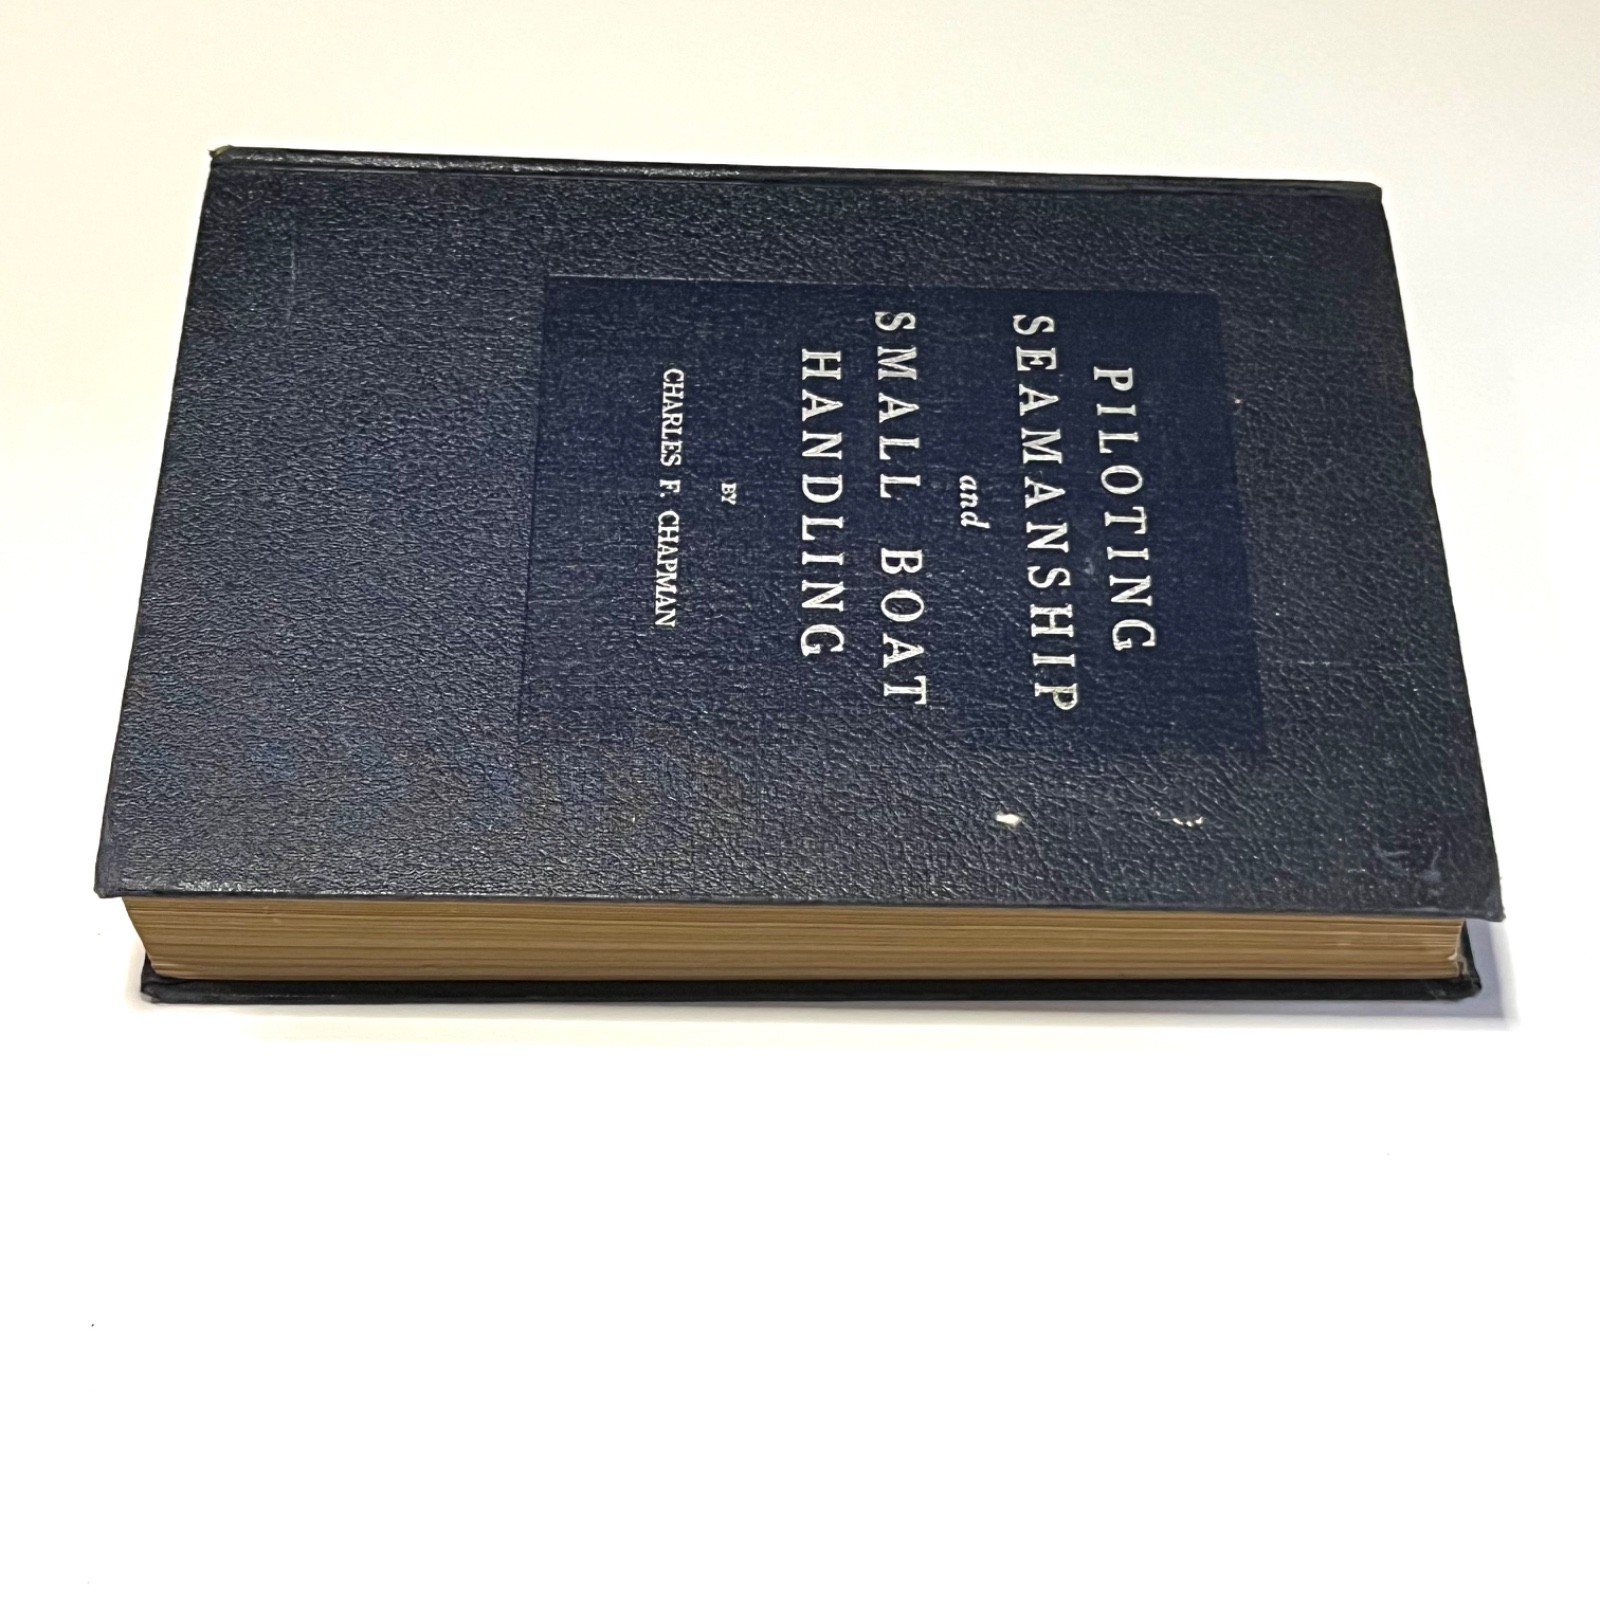 PILOTING
SEAMANSHIP
and
SMALL BOAT
HANDLING
BY
CHARLES F. CHAPMAN